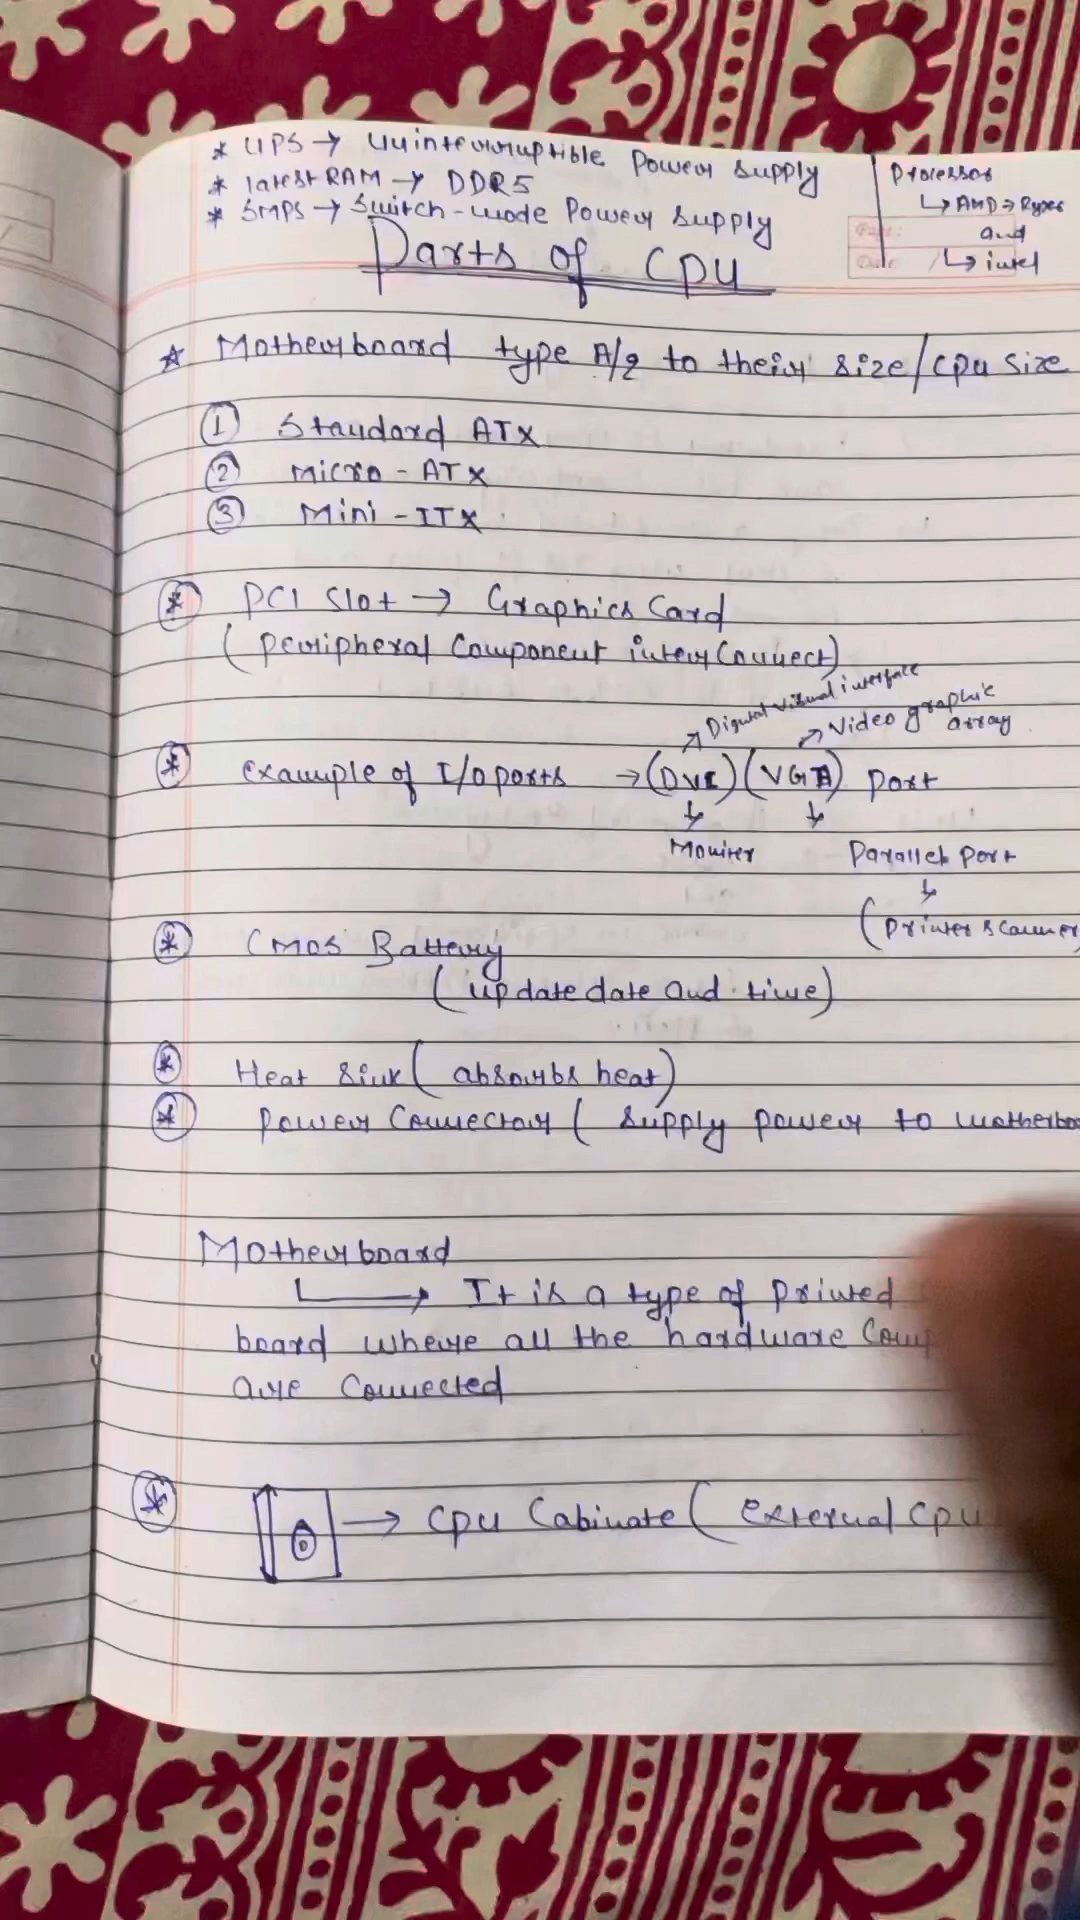 * UPS → Uninterruptible Power Supply
* latest RAM → DDR5
* SMPS → Switch-mode Power Supply
Processor
↳ AMD → Ryzen
and
↳ intel
Page:
Date: / /
Parts of CPU
☆ Motherboard type A/g to their size/CPU size
① Standard ATX
② Micro-ATX
③ Mini-ITX
* PCI Slot → Graphics Card
(Peripheral Component interConnect)
↗ Digital visual interface
↗ Video graphic
array
* example of I/O ports → (DVI) (VGA) Port
↓ ↓
Moniter Parallel Port
↓
(Printer Scanner
* CMOS Battery
(update date and time)
* Heat sink (absorbs heat)
* Power Connector (supply power to motherboa
Motherboard
↳ It is a type of Printed
board where all the hardware Comp
are Connected
* → CPU Cabinate (external CPU